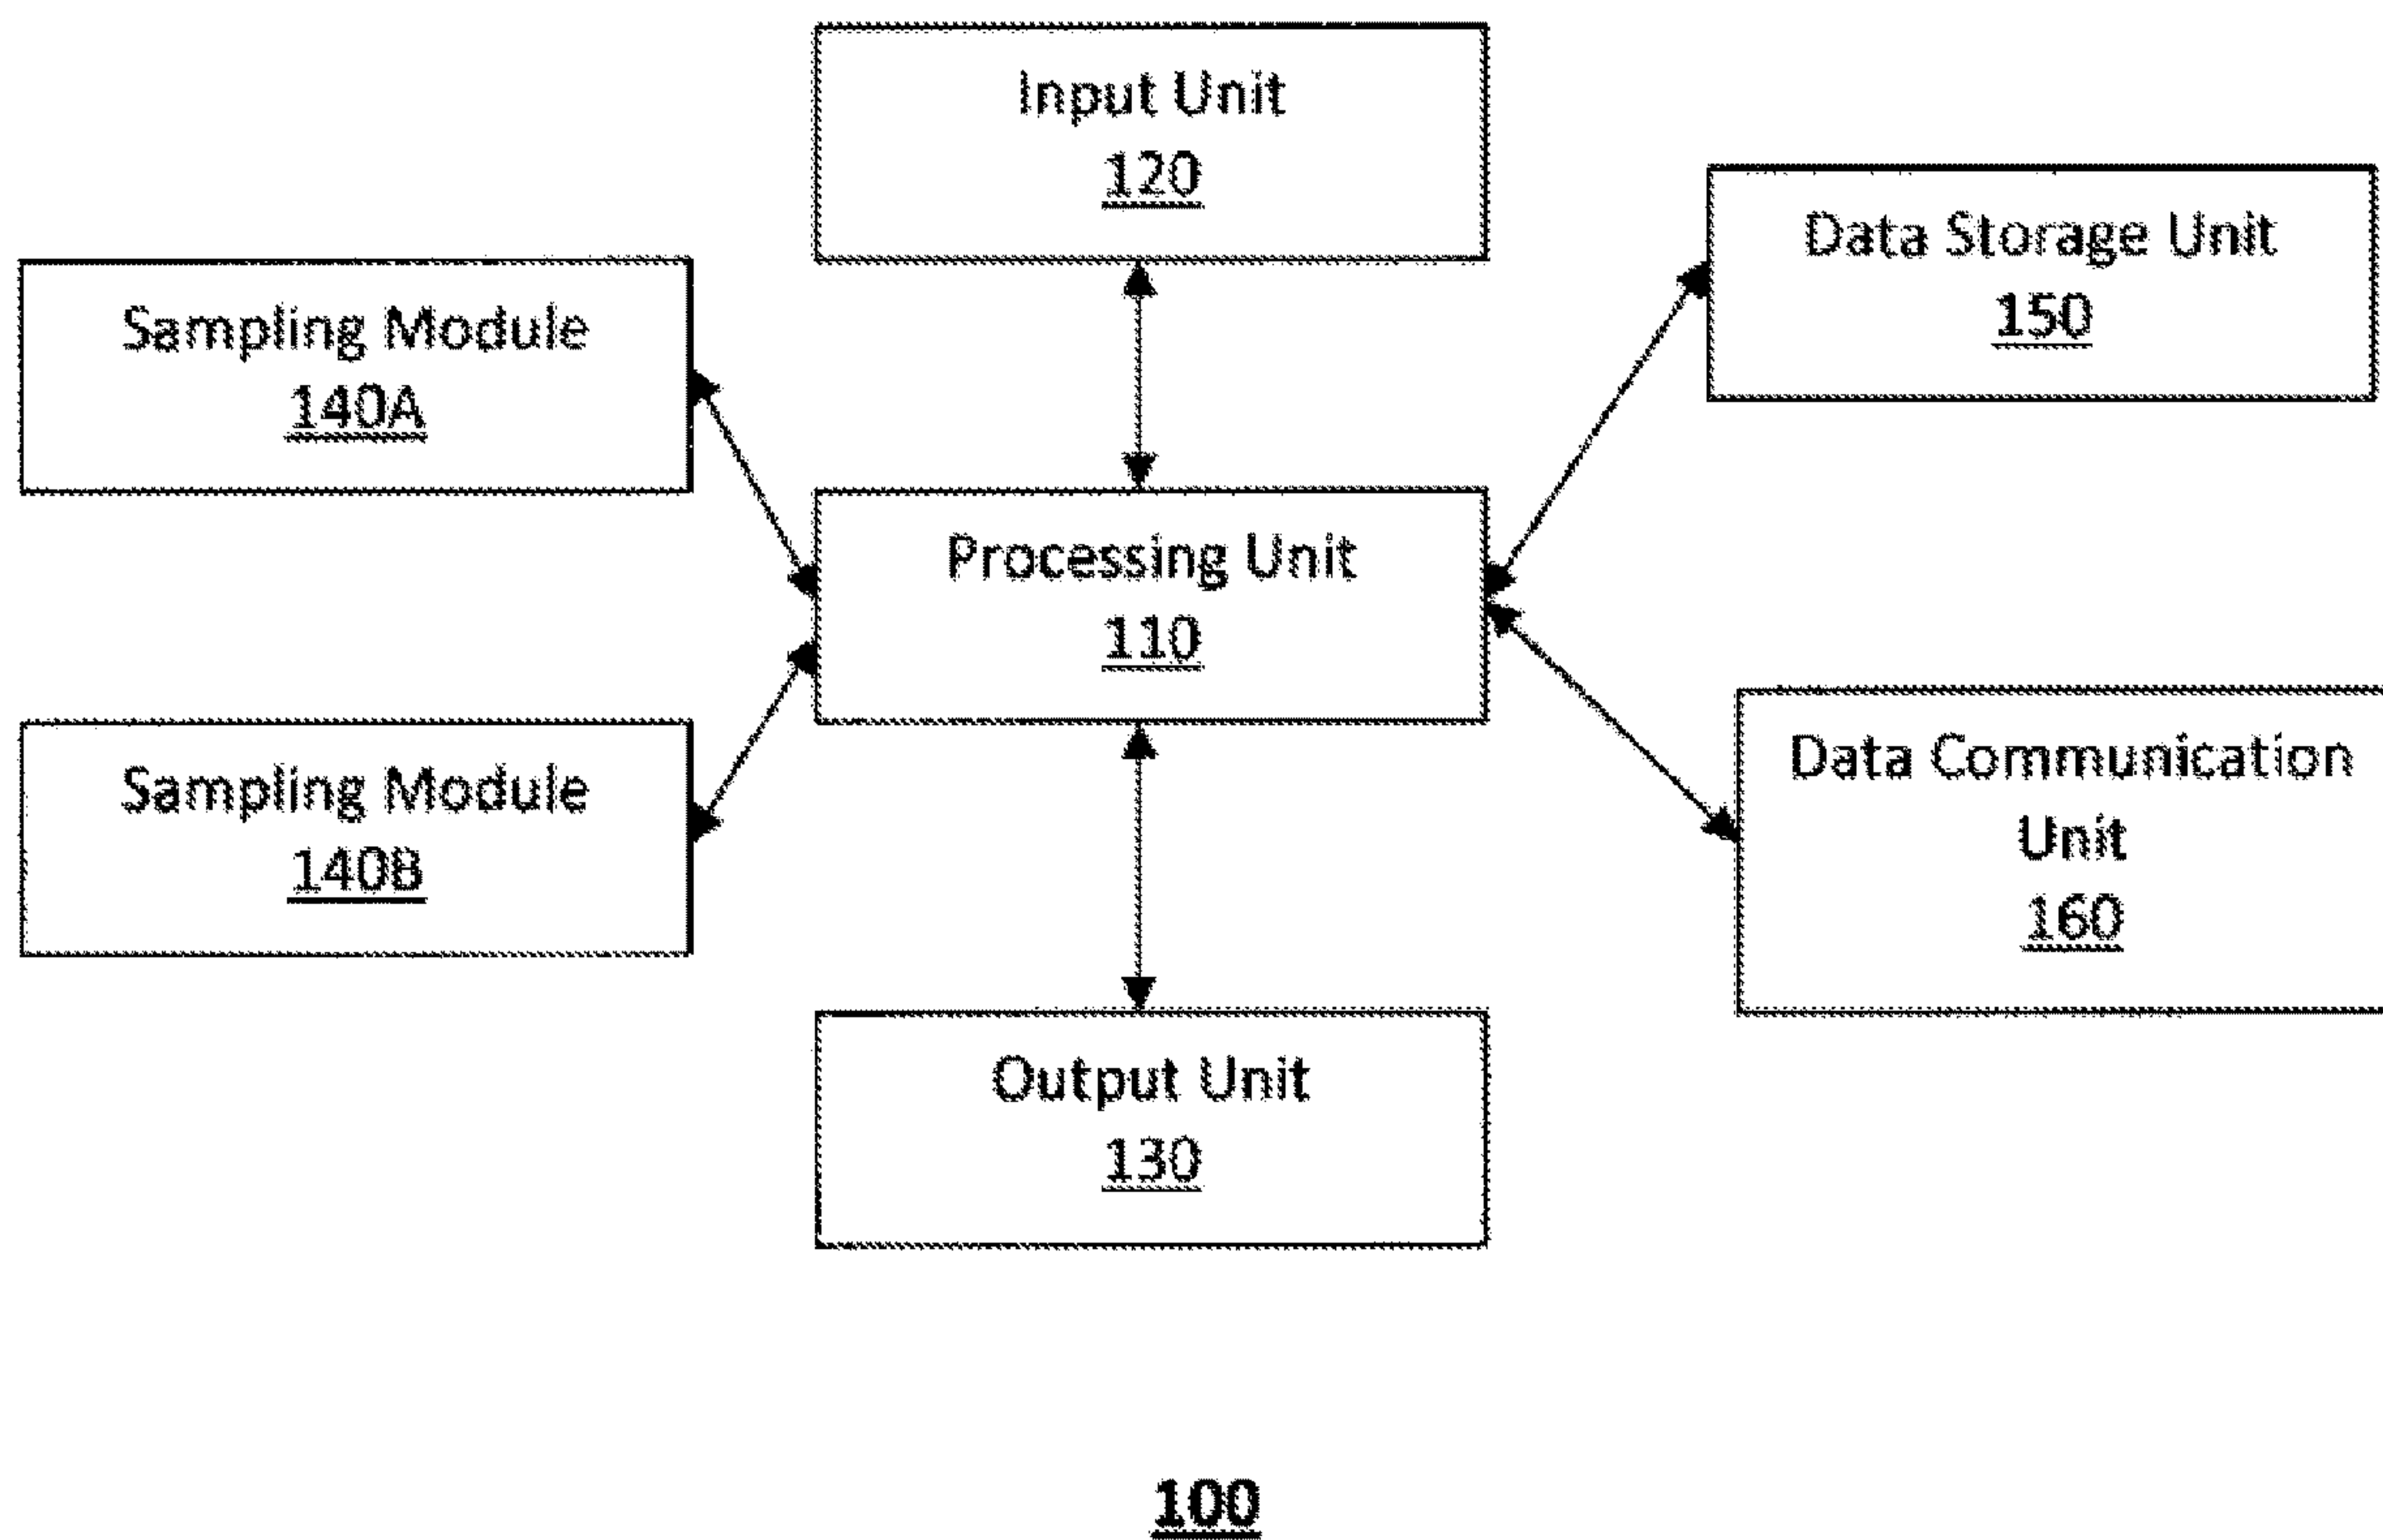 Input Unit
120
Data Storage Unit
150
Sampling Module
140A
Processing Unit
110
Sampling Module
140B
Data Communication
Unit
160
Output Unit
130
100